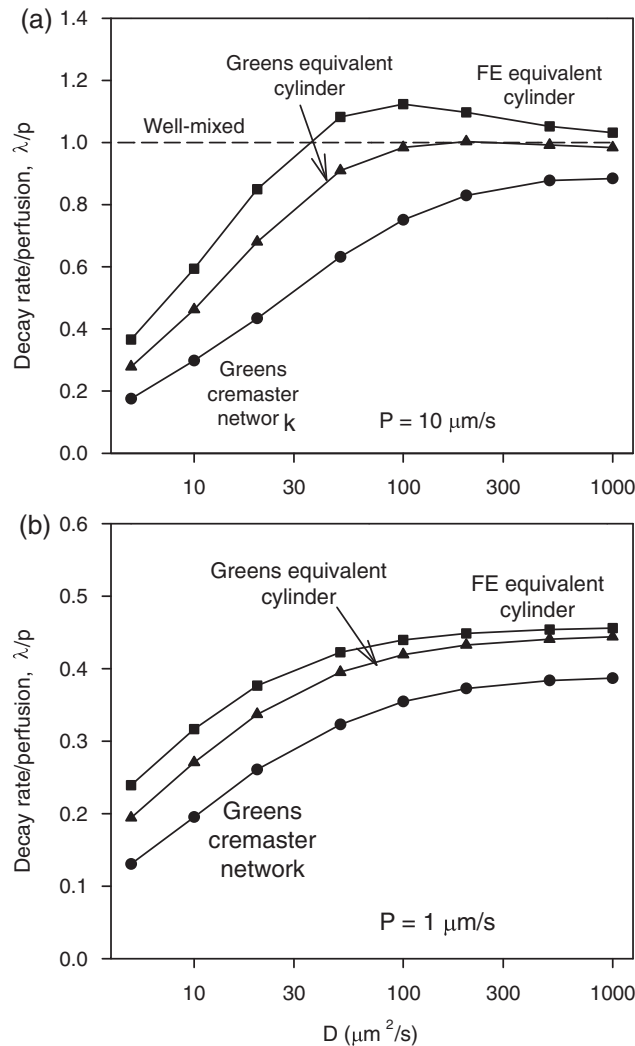 (a)
1.4
1.2
1.0
0.8
0.6
0.4
0.2
0.0
Decay rate/perfusion, λ/p
Greens equivalent
cylinder
FE equivalent
cylinder
Well-mixed
Greens
cremaster
networ k
P = 10 μm/s
10
30
100
300
1000
(b)
0.6
0.5
0.4
0.3
0.2
0.1
0.0
Decay rate/perfusion, λ/p
Greens equivalent
cylinder
FE equivalent
cylinder
Greens
cremaster
network
P = 1 μm/s
10
30
100
300
1000
D (μm²/s)